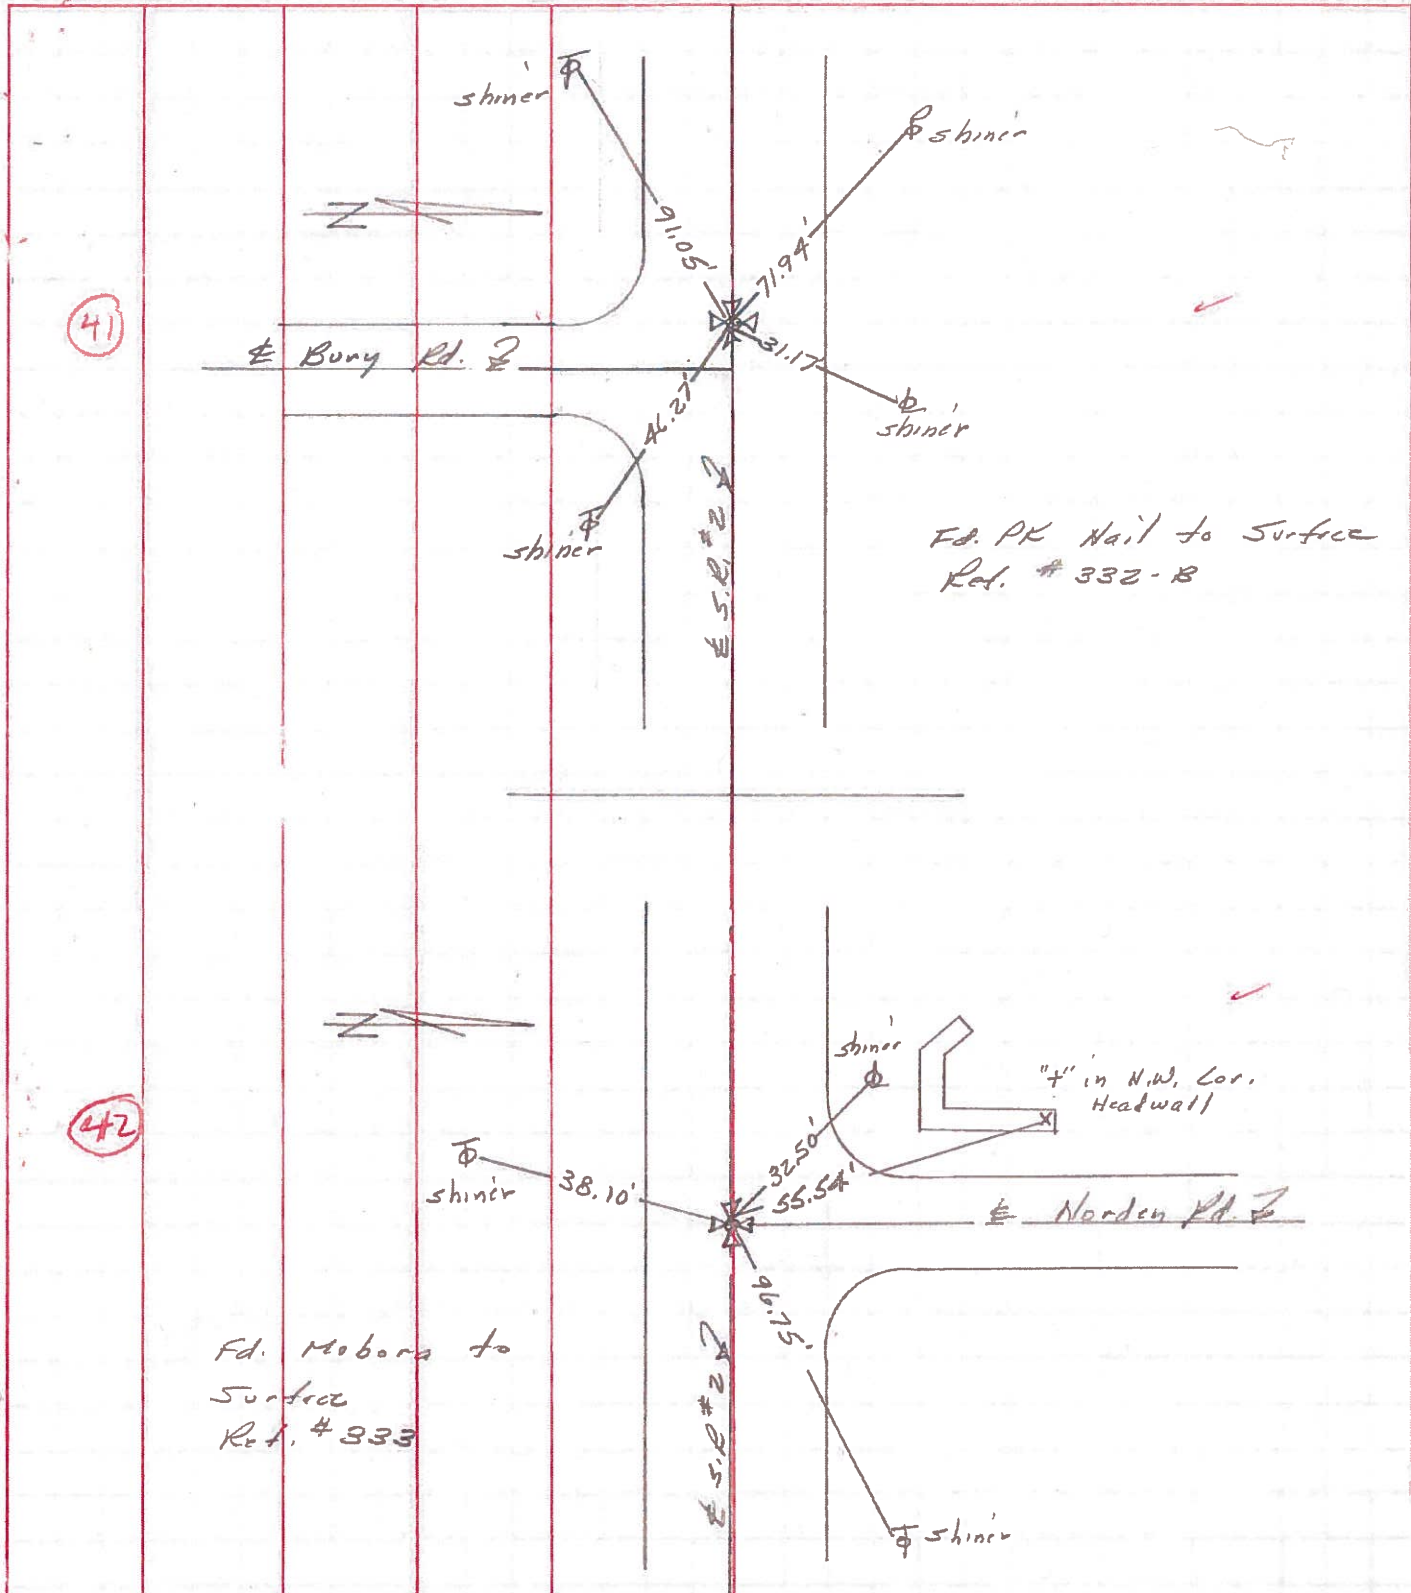 shiner
shiner
91.05'
71.94'
41
31.17
℄ Bury Rd.
46.27'
shiner
shiner
℄ S.R. #2
Fd. PK Nail to Surface
Ref. # 332-B
shiner
"+" in N.W. Cor.
Headwall
42
32.50'
55.54'
shiner
38.10'
℄ Norden Rd.
96.75'
Fd. Mobora to
Surface
Ref. # 333
℄ S.R #2
shiner